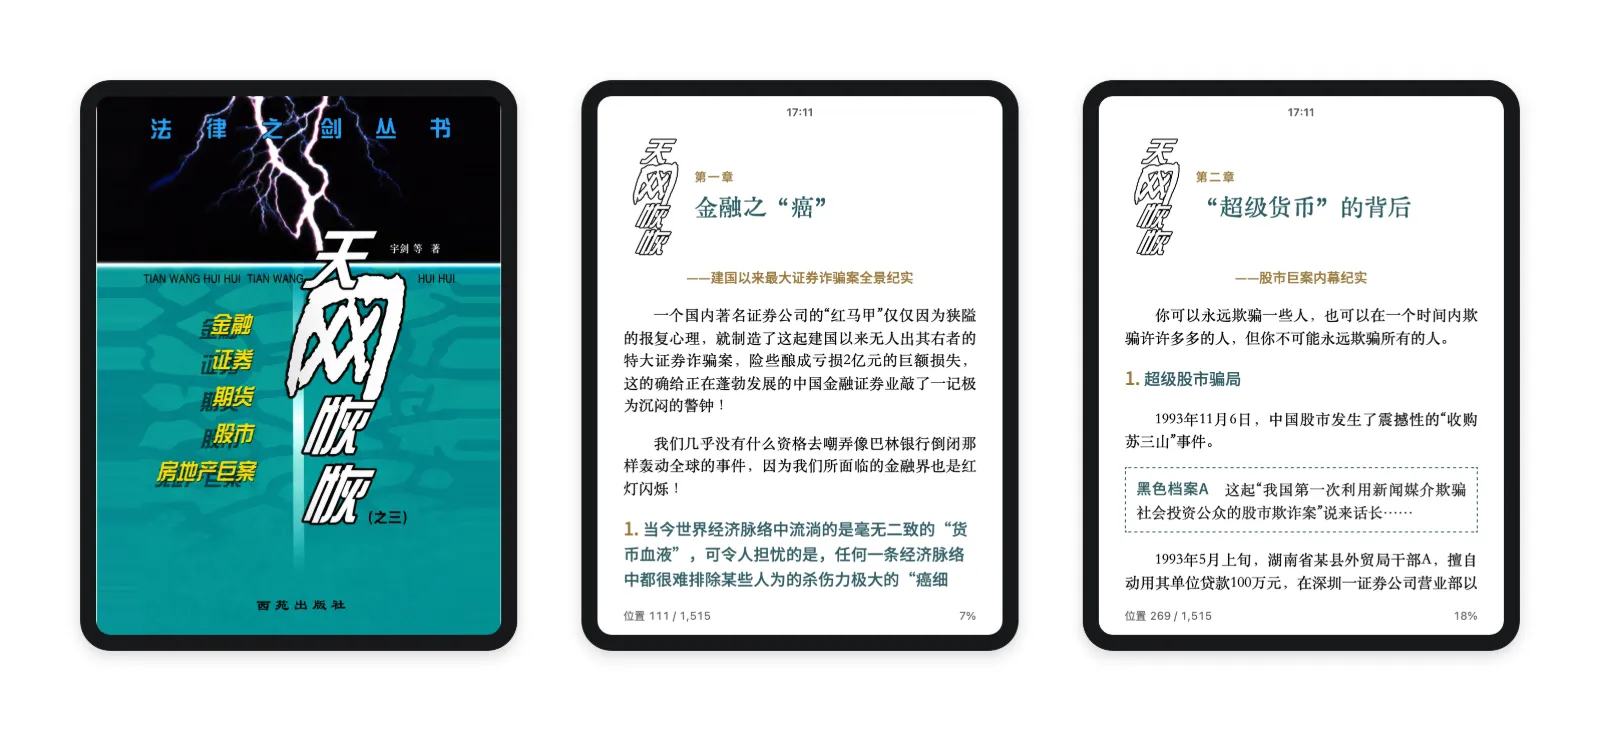 法律之剑丛书
宇剑 等 著
TIAN WANG HUI HUI TIAN WANG HUI HUI
天网恢恢
(之三)
金融
证券
期货
股市
房地产巨案
西苑出版社
17:11
天网恢恢
第一章
金融之“癌”
——建国以来最大证券诈骗案全景纪实
一个国内著名证券公司的“红马甲”仅仅因为狭隘
的报复心理，就制造了这起建国以来无人出其右者的
特大证券诈骗案，险些酿成亏损2亿元的巨额损失，
这的确给正在蓬勃发展的中国金融证券业敲了一记极
为沉闷的警钟！
我们几乎没有什么资格去嘲弄像巴林银行倒闭那
样轰动全球的事件，因为我们所面临的金融界也是红
灯闪烁！
1. 当今世界经济脉络中流淌的是毫无二致的“货
币血液”，可令人担忧的是，任何一条经济脉络
中都很难排除某些人为的杀伤力极大的“癌细
位置 111 / 1,515
7%
17:11
天网恢恢
第二章
“超级货币”的背后
——股市巨案内幕纪实
你可以永远欺骗一些人，也可以在一个时间内欺
骗许许多多的人，但你不可能永远欺骗所有的人。
1. 超级股市骗局
1993年11月6日，中国股市发生了震撼性的“收购
苏三山”事件。
黑色档案A 这起“我国第一次利用新闻媒介欺骗
社会投资公众的股市欺诈案”说来话长……
1993年5月上旬，湖南省某县外贸局干部A，擅自
动用其单位贷款100万元，在深圳一证券公司营业部以
位置 269 / 1,515
18%